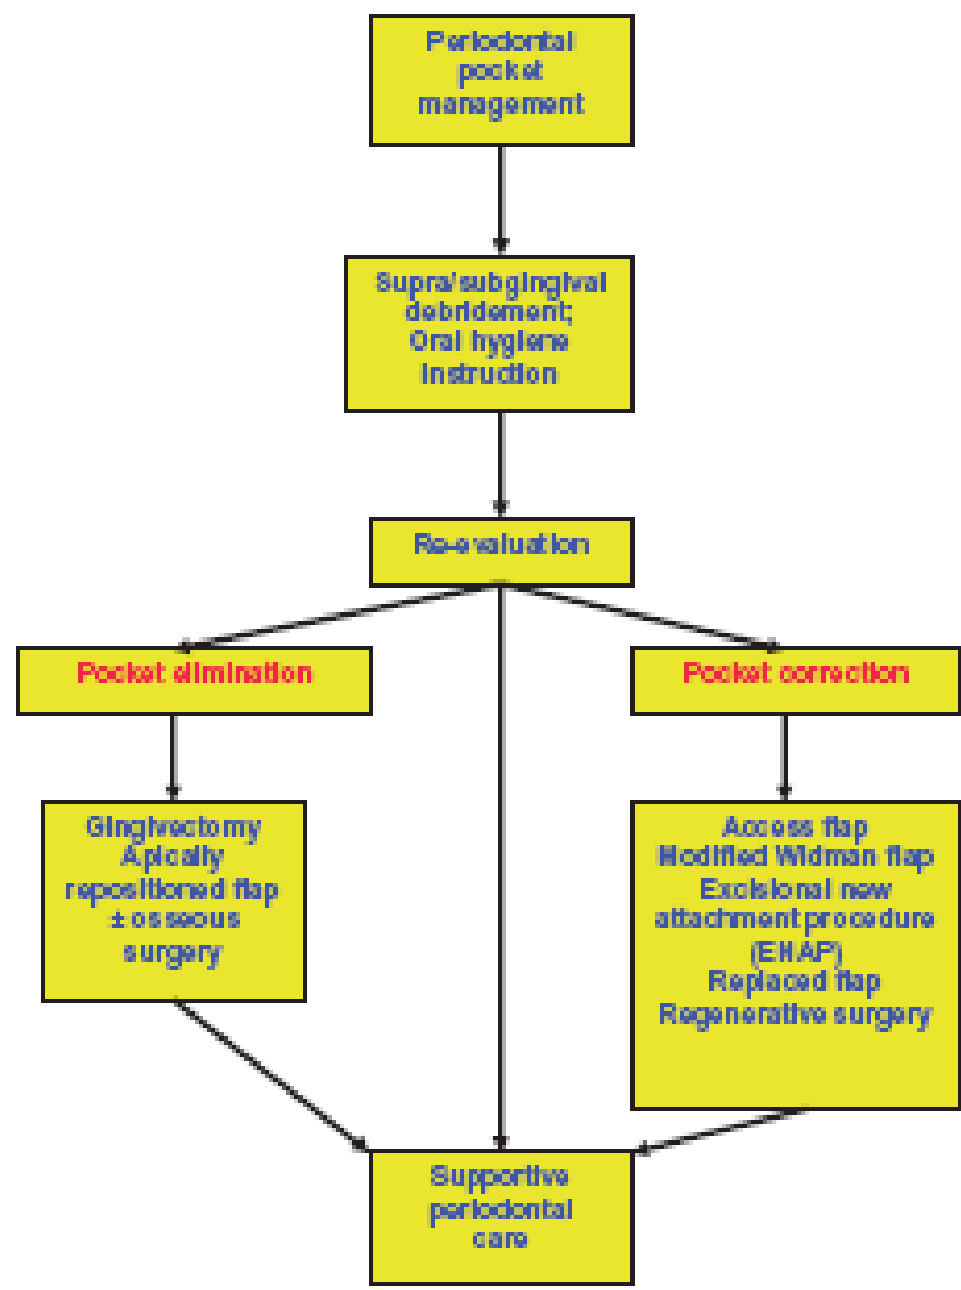 Periodontal
pocket
management
Supra/subgingival
debridement;
Oral hygiene
instruction
Re-evaluation
Pocket elimination
Pocket correction
Gingivectomy
Apically
repositioned flap
± osseous
surgery
Access flap
Modified Widman flap
Excisional new
attachment procedure
(ENAP)
Replaced flap
Regenerative surgery
Supportive
periodontal
care